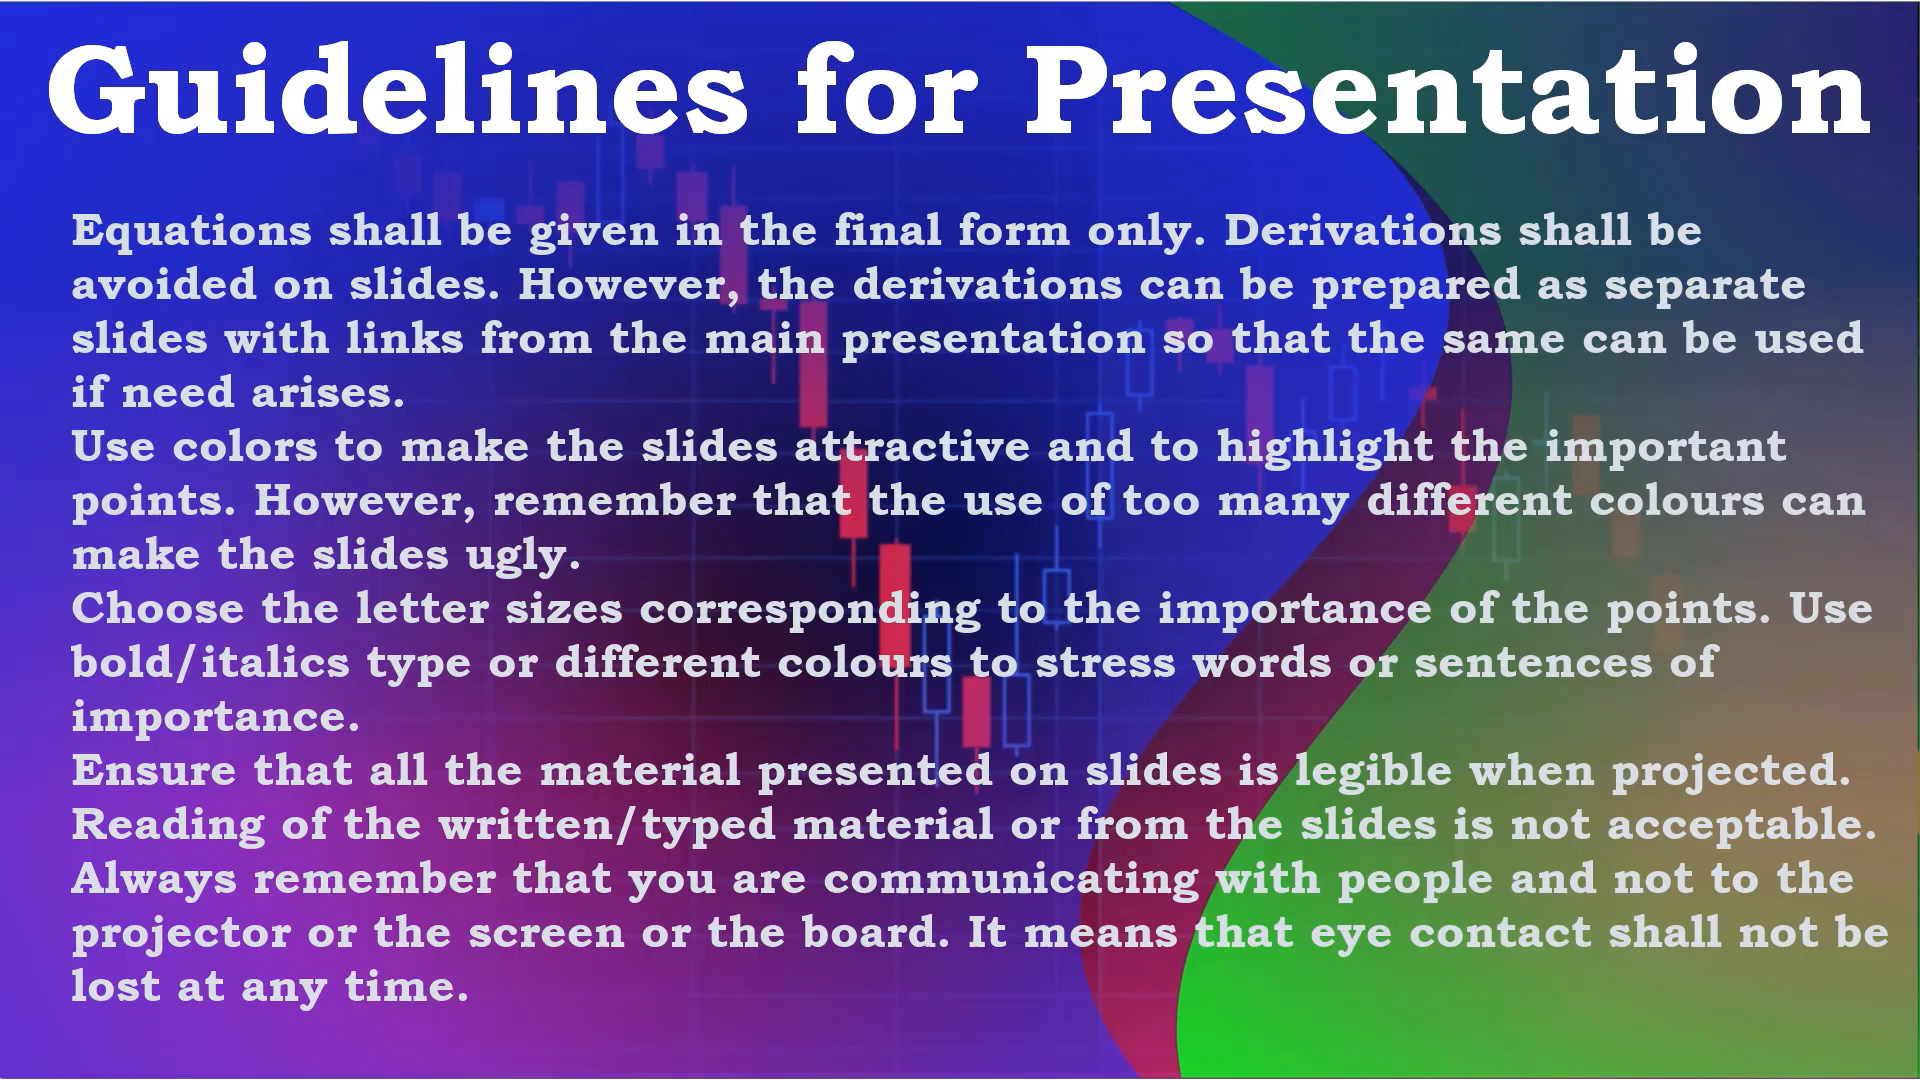 Guidelines for Presentation
Equations shall be given in the final form only. Derivations shall be
avoided on slides. However, the derivations can be prepared as separate
slides with links from the main presentation so that the same can be used
if need arises.
Use colors to make the slides attractive and to highlight the important
points. However, remember that the use of too many different colours can
make the slides ugly.
Choose the letter sizes corresponding to the importance of the points. Use
bold/italics type or different colours to stress words or sentences of
importance.
Ensure that all the material presented on slides is legible when projected.
Reading of the written/typed material or from the slides is not acceptable.
Always remember that you are communicating with people and not to the
projector or the screen or the board. It means that eye contact shall not be
lost at any time.